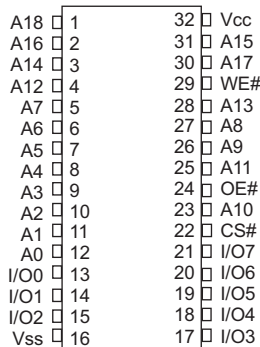 A18 1 32 Vcc
A16 2 31 A15
A14 3 30 A17
A12 4 29 WE#
A7 5 28 A13
A6 6 27 A8
A5 7 26 A9
A4 8 25 A11
A3 9 24 OE#
A2 10 23 A10
A1 11 22 CS#
A0 12 21 I/O7
I/O0 13 20 I/O6
I/O1 14 19 I/O5
I/O2 15 18 I/O4
Vss 16 17 I/O3